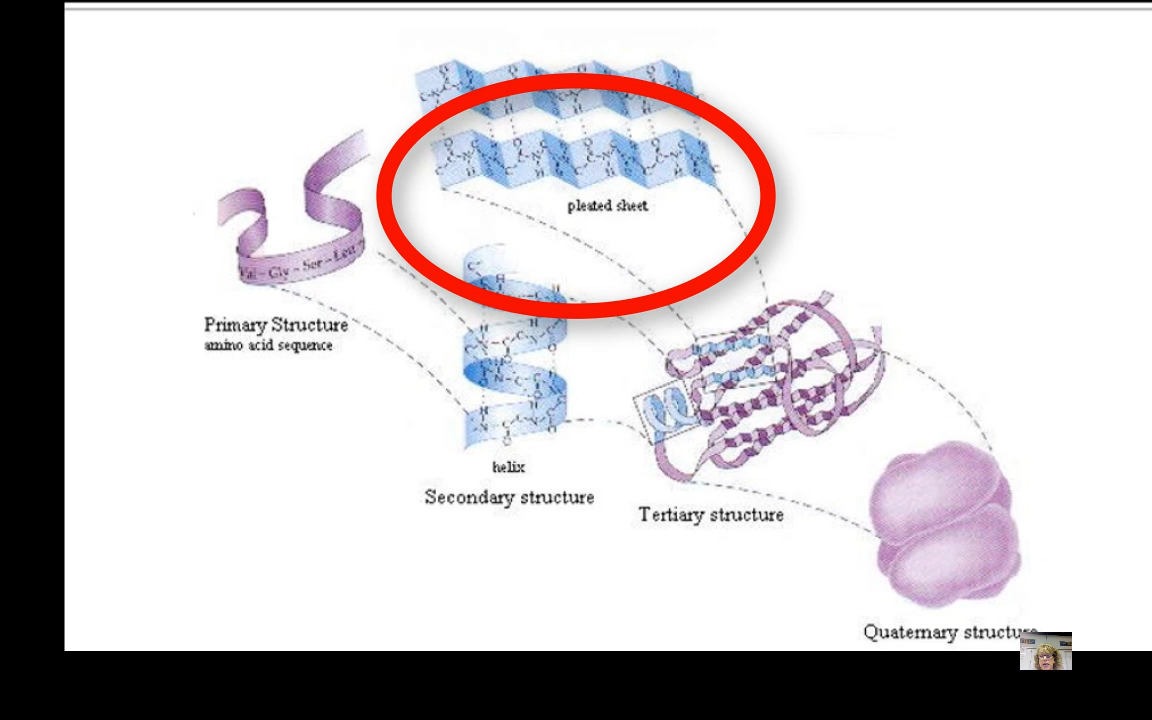 pleated sheet
Val - Gly - Ser - Leu
Primary Structure
amino acid sequence
helix
Secondary structure
Tertiary structure
Quaternary structure